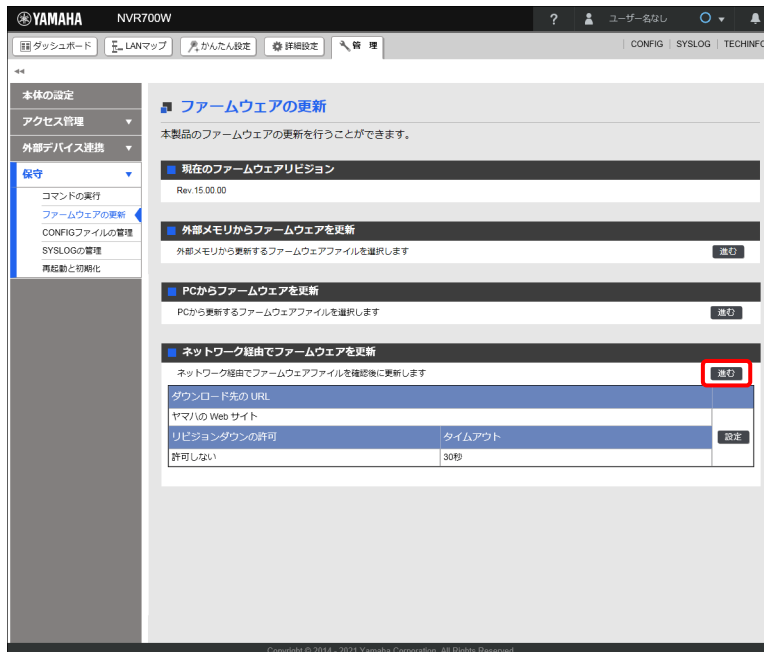 YAMAHA NVR700W ? ユーザー名なし
ダッシュボード LANマップ かんたん設定 詳細設定 管 理 CONFIG SYSLOG TECHINFO
本体の設定
アクセス管理
外部デバイス連携
保守
コマンドの実行
ファームウェアの更新
CONFIGファイルの管理
SYSLOGの管理
再起動と初期化
ファームウェアの更新
本製品のファームウェアの更新を行うことができます。
現在のファームウェアリビジョン
Rev.15.00.00
外部メモリからファームウェアを更新
外部メモリから更新するファームウェアファイルを選択します 進む
PCからファームウェアを更新
PCから更新するファームウェアファイルを選択します 進む
ネットワーク経由でファームウェアを更新
ネットワーク経由でファームウェアファイルを確認後に更新します 進む
ダウンロード先の URL
ヤマハの Web サイト
リビジョンダウンの許可 タイムアウト 設定
許可しない 30秒
Copyright © 2014 - 2021 Yamaha Corporation. All Rights Reserved.